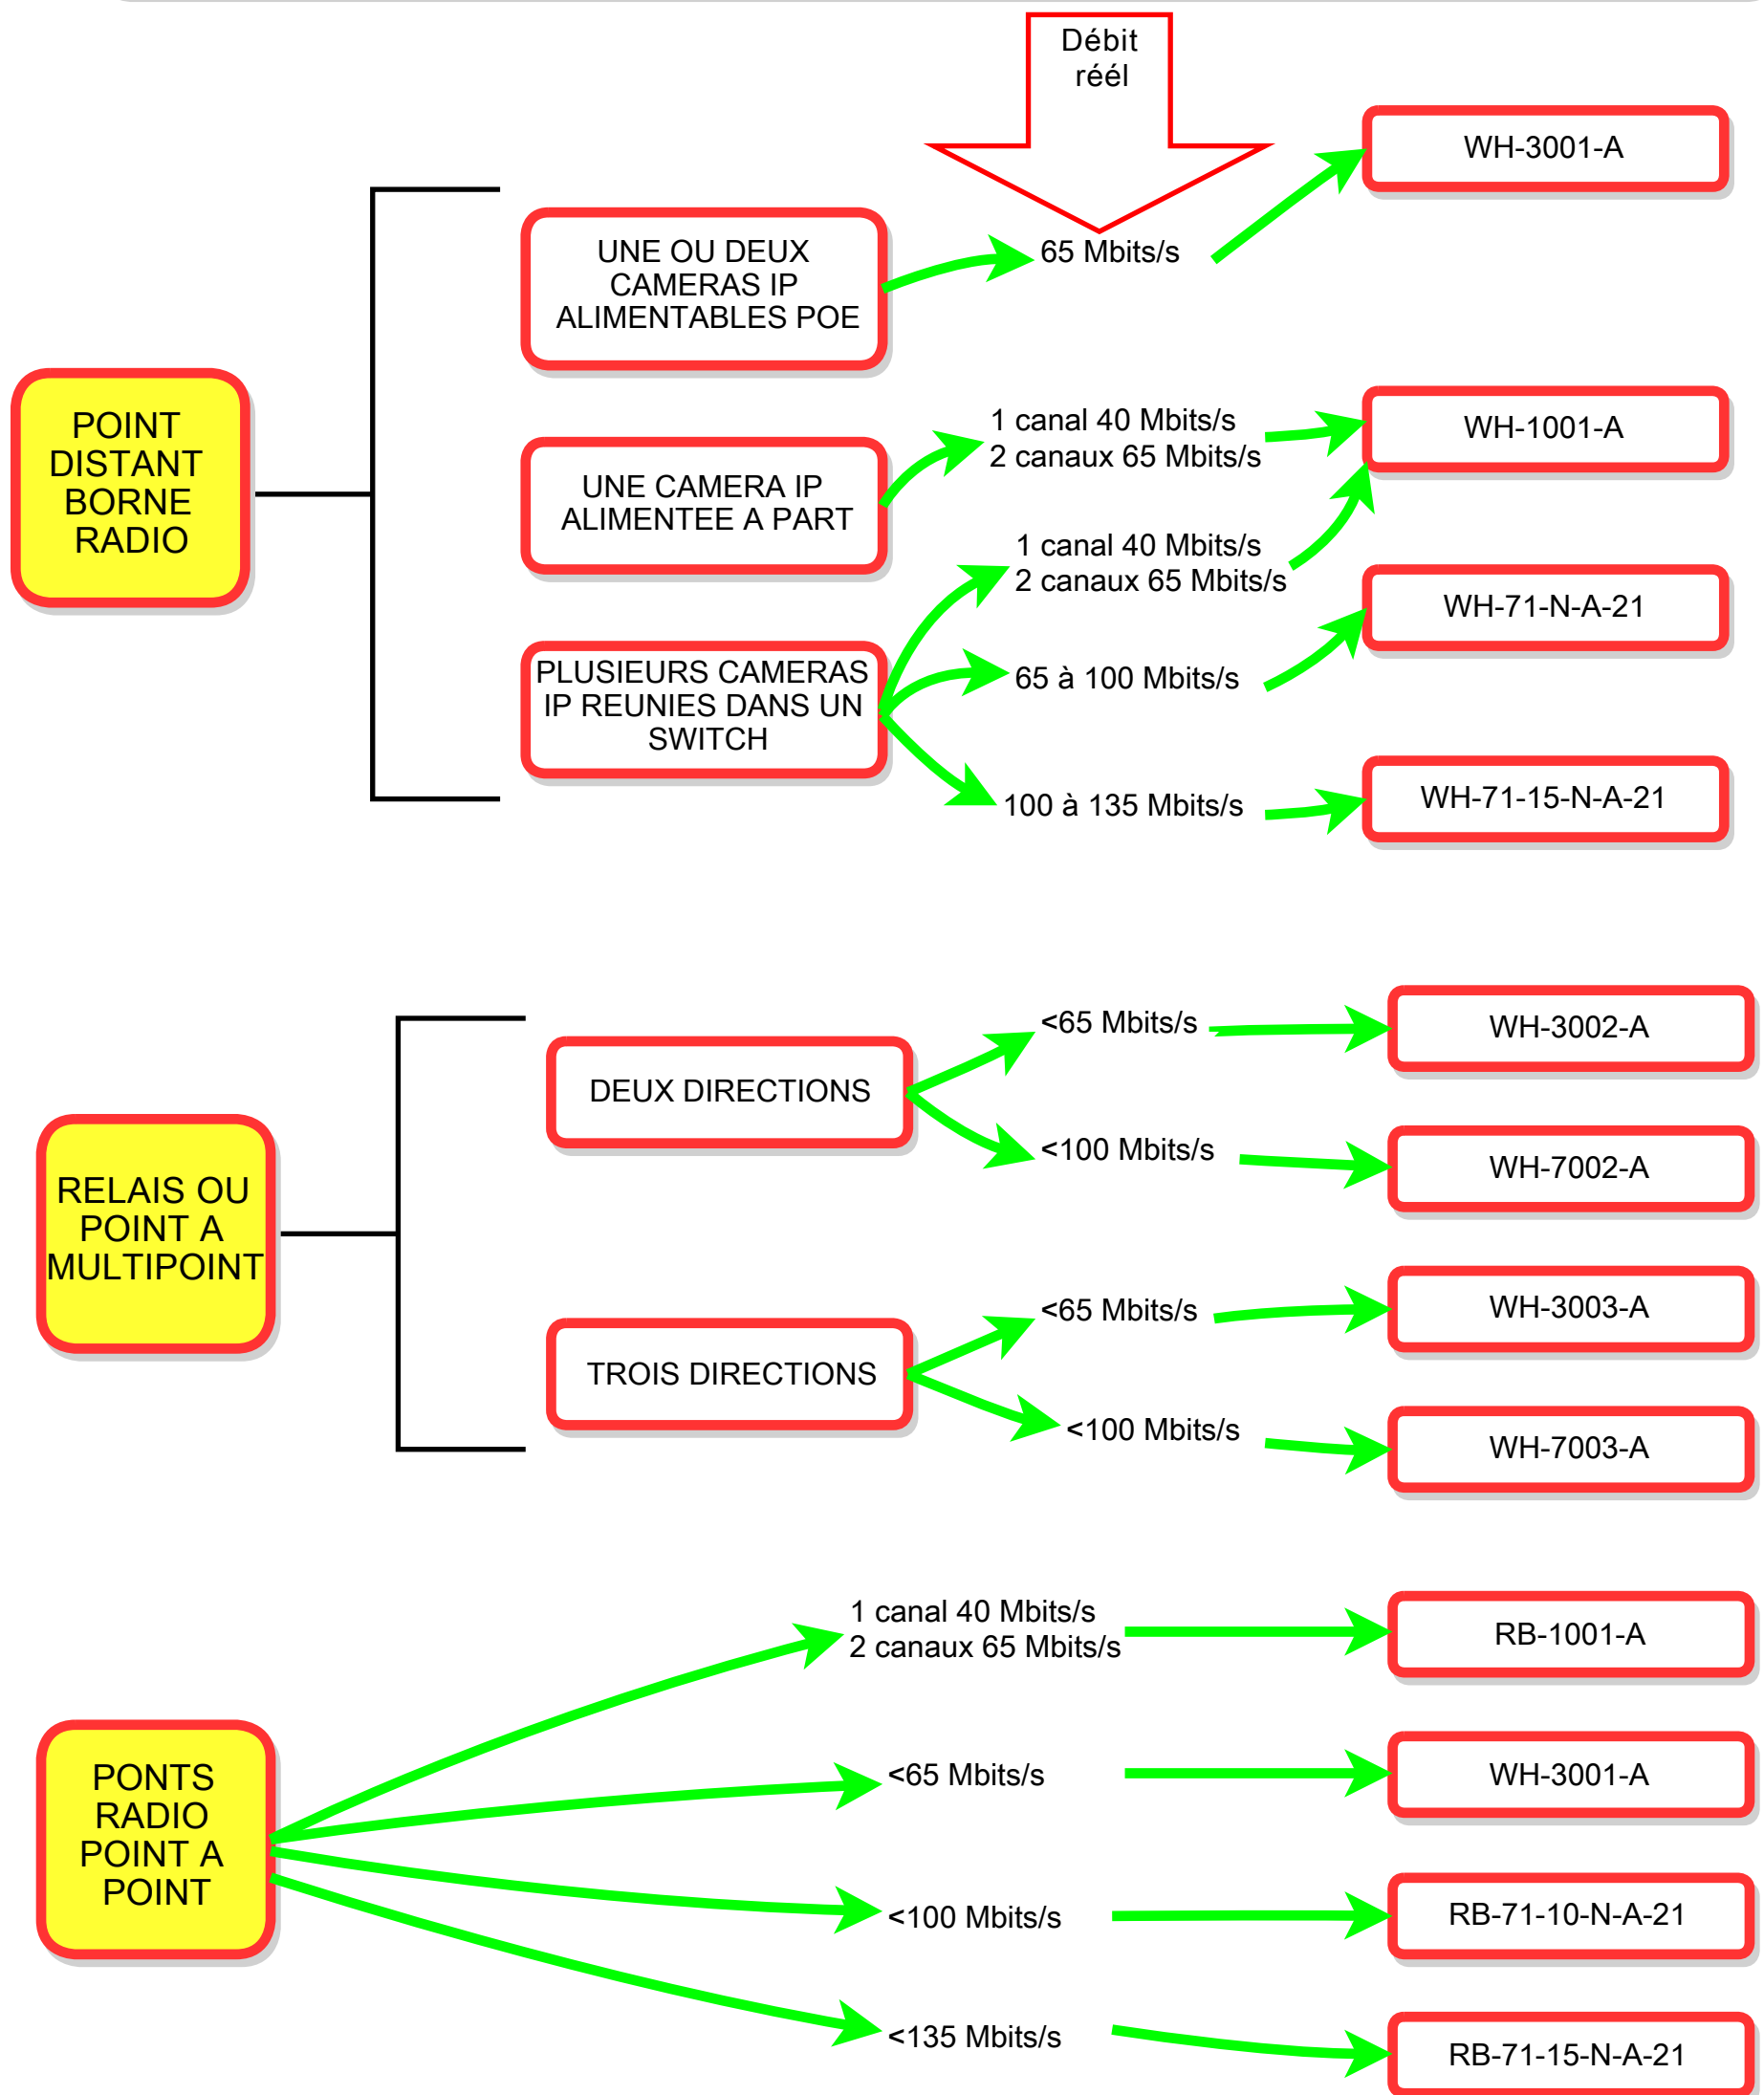 Débit
réél
WH-3001-A
UNE OU DEUX
CAMERAS IP
ALIMENTABLES POE
65 Mbits/s
POINT
DISTANT
BORNE
RADIO
1 canal 40 Mbits/s
2 canaux 65 Mbits/s
WH-1001-A
UNE CAMERA IP
ALIMENTEE A PART
1 canal 40 Mbits/s
2 canaux 65 Mbits/s
WH-71-N-A-21
PLUSIEURS CAMERAS
IP REUNIES DANS UN
SWITCH
65 à 100 Mbits/s
100 à 135 Mbits/s
WH-71-15-N-A-21
RELAIS OU
POINT A
MULTIPOINT
DEUX DIRECTIONS
<65 Mbits/s
WH-3002-A
<100 Mbits/s
WH-7002-A
TROIS DIRECTIONS
<65 Mbits/s
WH-3003-A
<100 Mbits/s
WH-7003-A
PONTS
RADIO
POINT A
POINT
1 canal 40 Mbits/s
2 canaux 65 Mbits/s
RB-1001-A
<65 Mbits/s
WH-3001-A
<100 Mbits/s
RB-71-10-N-A-21
<135 Mbits/s
RB-71-15-N-A-21